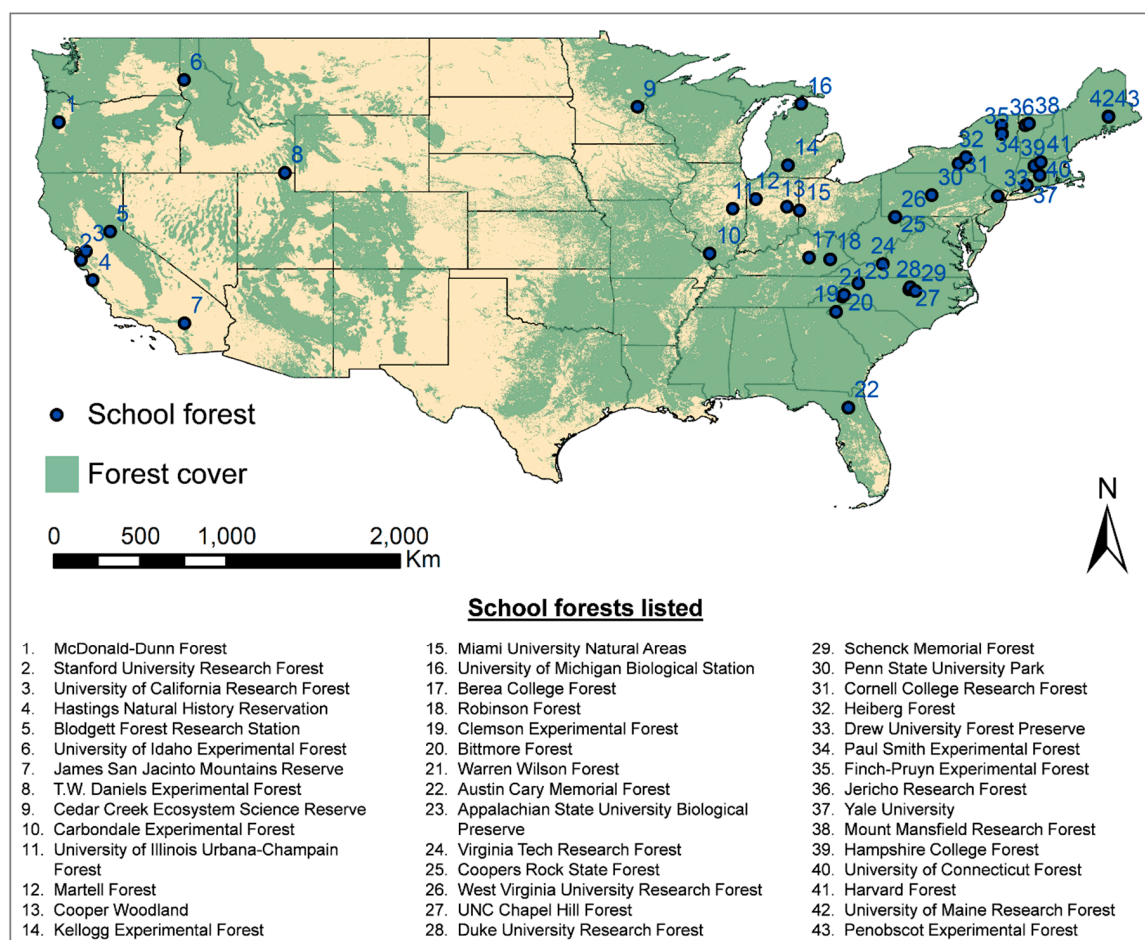 6
1
9
16
4243
36 38
35
34
32
39 41
8
14
31
30
40
33
12
11
13 15
26
37
5
25
10
3
2
17 18
24
4
23
28
29
21
27
19
20
7
22
School forest
Forest cover
N
0 500 1,000 2,000
Km
School forests listed
1. McDonald-Dunn Forest
2. Stanford University Research Forest
3. University of California Research Forest
4. Hastings Natural History Reservation
5. Blodgett Forest Research Station
6. University of Idaho Experimental Forest
7. James San Jacinto Mountains Reserve
8. T.W. Daniels Experimental Forest
9. Cedar Creek Ecosystem Science Reserve
10. Carbondale Experimental Forest
11. University of Illinois Urbana-Champain
Forest
12. Martell Forest
13. Cooper Woodland
14. Kellogg Experimental Forest
15. Miami University Natural Areas
16. University of Michigan Biological Station
17. Berea College Forest
18. Robinson Forest
19. Clemson Experimental Forest
20. Bittmore Forest
21. Warren Wilson Forest
22. Austin Cary Memorial Forest
23. Appalachian State University Biological
Preserve
24. Virginia Tech Research Forest
25. Coopers Rock State Forest
26. West Virginia University Research Forest
27. UNC Chapel Hill Forest
28. Duke University Research Forest
29. Schenck Memorial Forest
30. Penn State University Park
31. Cornell College Research Forest
32. Heiberg Forest
33. Drew University Forest Preserve
34. Paul Smith Experimental Forest
35. Finch-Pruyn Experimental Forest
36. Jericho Research Forest
37. Yale University
38. Mount Mansfield Research Forest
39. Hampshire College Forest
40. University of Connecticut Forest
41. Harvard Forest
42. University of Maine Research Forest
43. Penobscot Experimental Forest